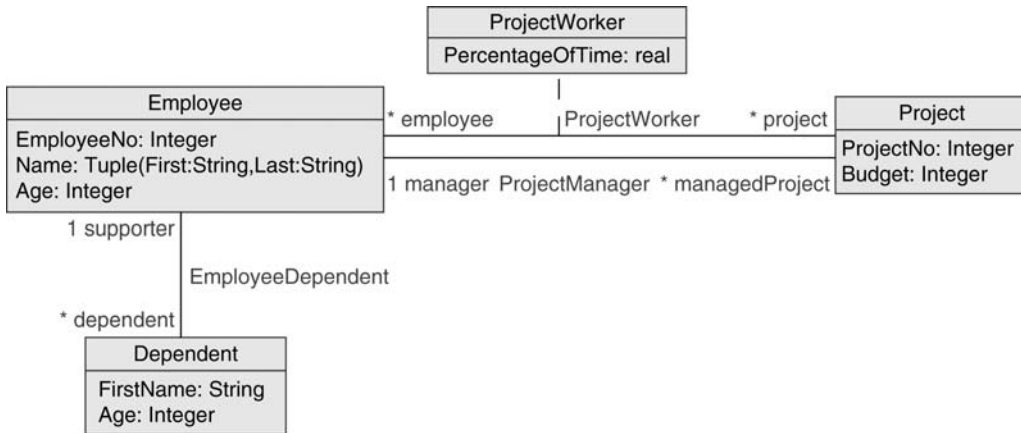 ProjectWorker
PercentageOfTime: real
Employee
EmployeeNo: Integer
Name: Tuple(First:String,Last:String)
Age: Integer
* employee
ProjectWorker
* project
1 manager
ProjectManager
* managedProject
Project
ProjectNo: Integer
Budget: Integer
1 supporter
EmployeeDependent
* dependent
Dependent
FirstName: String
Age: Integer